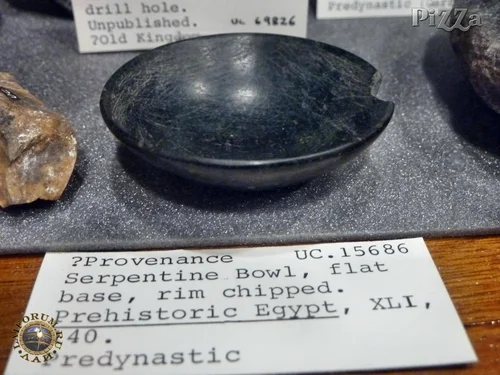 drill hole.
Unpublished. UC 69826
?Old Kingdom
Predynastic
PiZZa
?Provenance UC.15686
Serpentine Bowl, flat
base, rim chipped.
Prehistoric Egypt, XLI,
40.
Predynastic